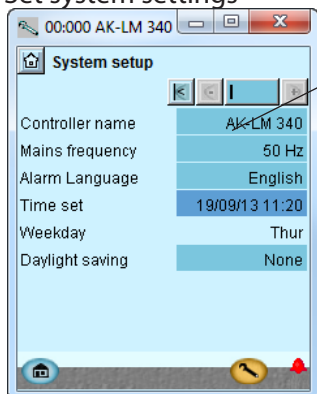 Set system settings
00:000 AK-LM 340
System setup
Controller name AK-LM 340
Mains frequency 50 Hz
Alarm Language English
Time set 19/09/13 11:20
Weekday Thur
Daylight saving None